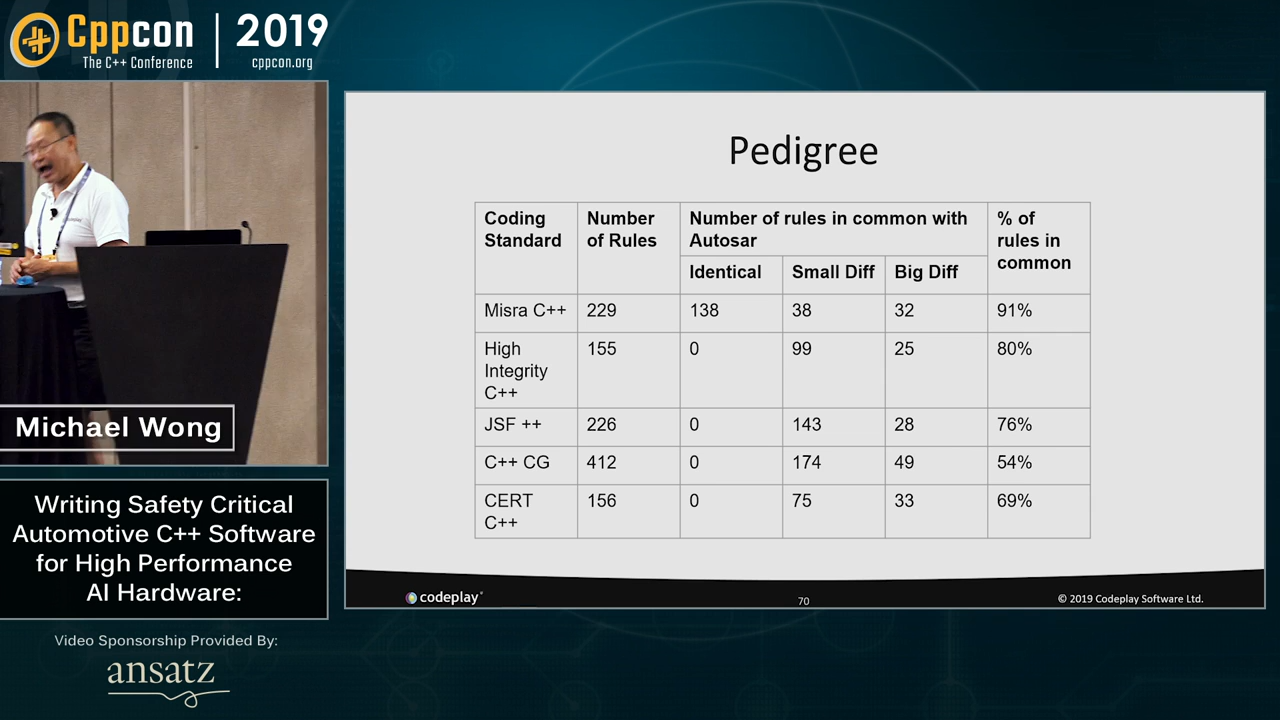 Cppcon
The C++ Conference
2019
cppcon.org
Michael Wong
Writing Safety Critical
Automotive C++ Software
for High Performance
AI Hardware:
Video Sponsorship Provided By:
ansatz
Pedigree
Coding Standard
Number of Rules
Number of rules in common with Autosar
% of rules in common
Identical
Small Diff
Big Diff
Misra C++ 229 138 38 32 91%
High Integrity C++ 155 0 99 25 80%
JSF ++ 226 0 143 28 76%
C++ CG 412 0 174 49 54%
CERT C++ 156 0 75 33 69%
codeplay
70
© 2019 Codeplay Software Ltd.